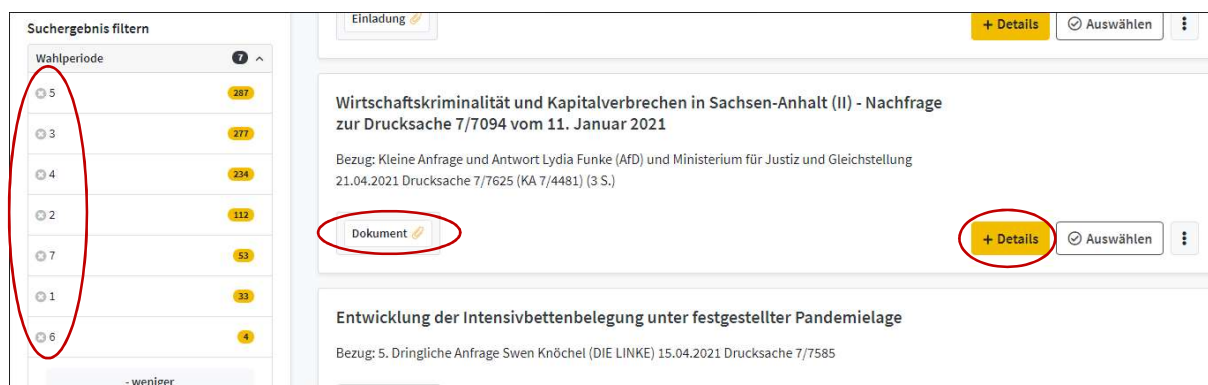 Suchergebnis filtern
Wahlperiode 7
5 287
3 277
4 234
2 112
7 53
1 33
6 4
- weniger
Einladung
+ Details Auswählen
Wirtschaftskriminalität und Kapitalverbrechen in Sachsen-Anhalt (II) - Nachfrage
zur Drucksache 7/7094 vom 11. Januar 2021
Bezug: Kleine Anfrage und Antwort Lydia Funke (AfD) und Ministerium für Justiz und Gleichstellung
21.04.2021 Drucksache 7/7625 (KA 7/4481) (3 S.)
Dokument
+ Details Auswählen
Entwicklung der Intensivbettenbelegung unter festgestellter Pandemielage
Bezug: 5. Dringliche Anfrage Swen Knöchel (DIE LINKE) 15.04.2021 Drucksache 7/7585